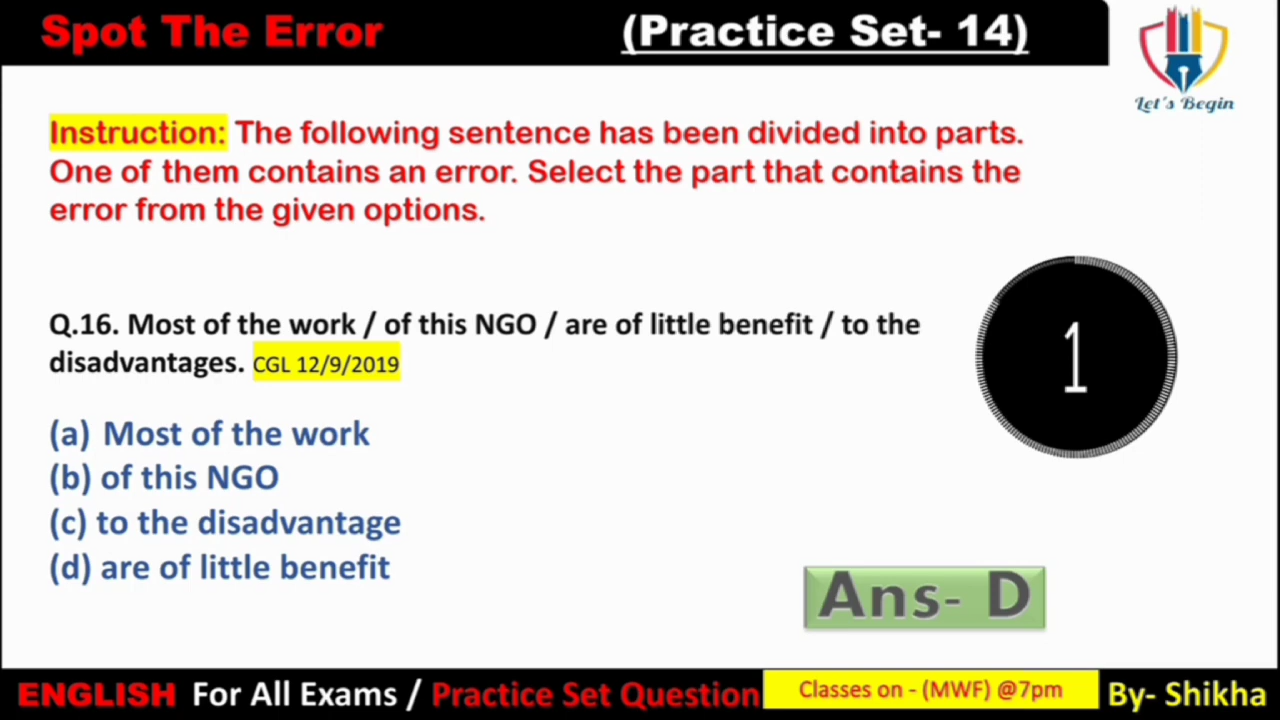 Spot The Error
(Practice Set- 14)
Let's Begin
Instruction: The following sentence has been divided into parts.
One of them contains an error. Select the part that contains the
error from the given options.
Q.16. Most of the work / of this NGO / are of little benefit / to the
disadvantages. CGL 12/9/2019
1
(a) Most of the work
(b) of this NGO
(c) to the disadvantage
(d) are of little benefit
Ans- D
ENGLISH For All Exams / Practice Set Question
Classes on - (MWF) @7pm
By- Shikha